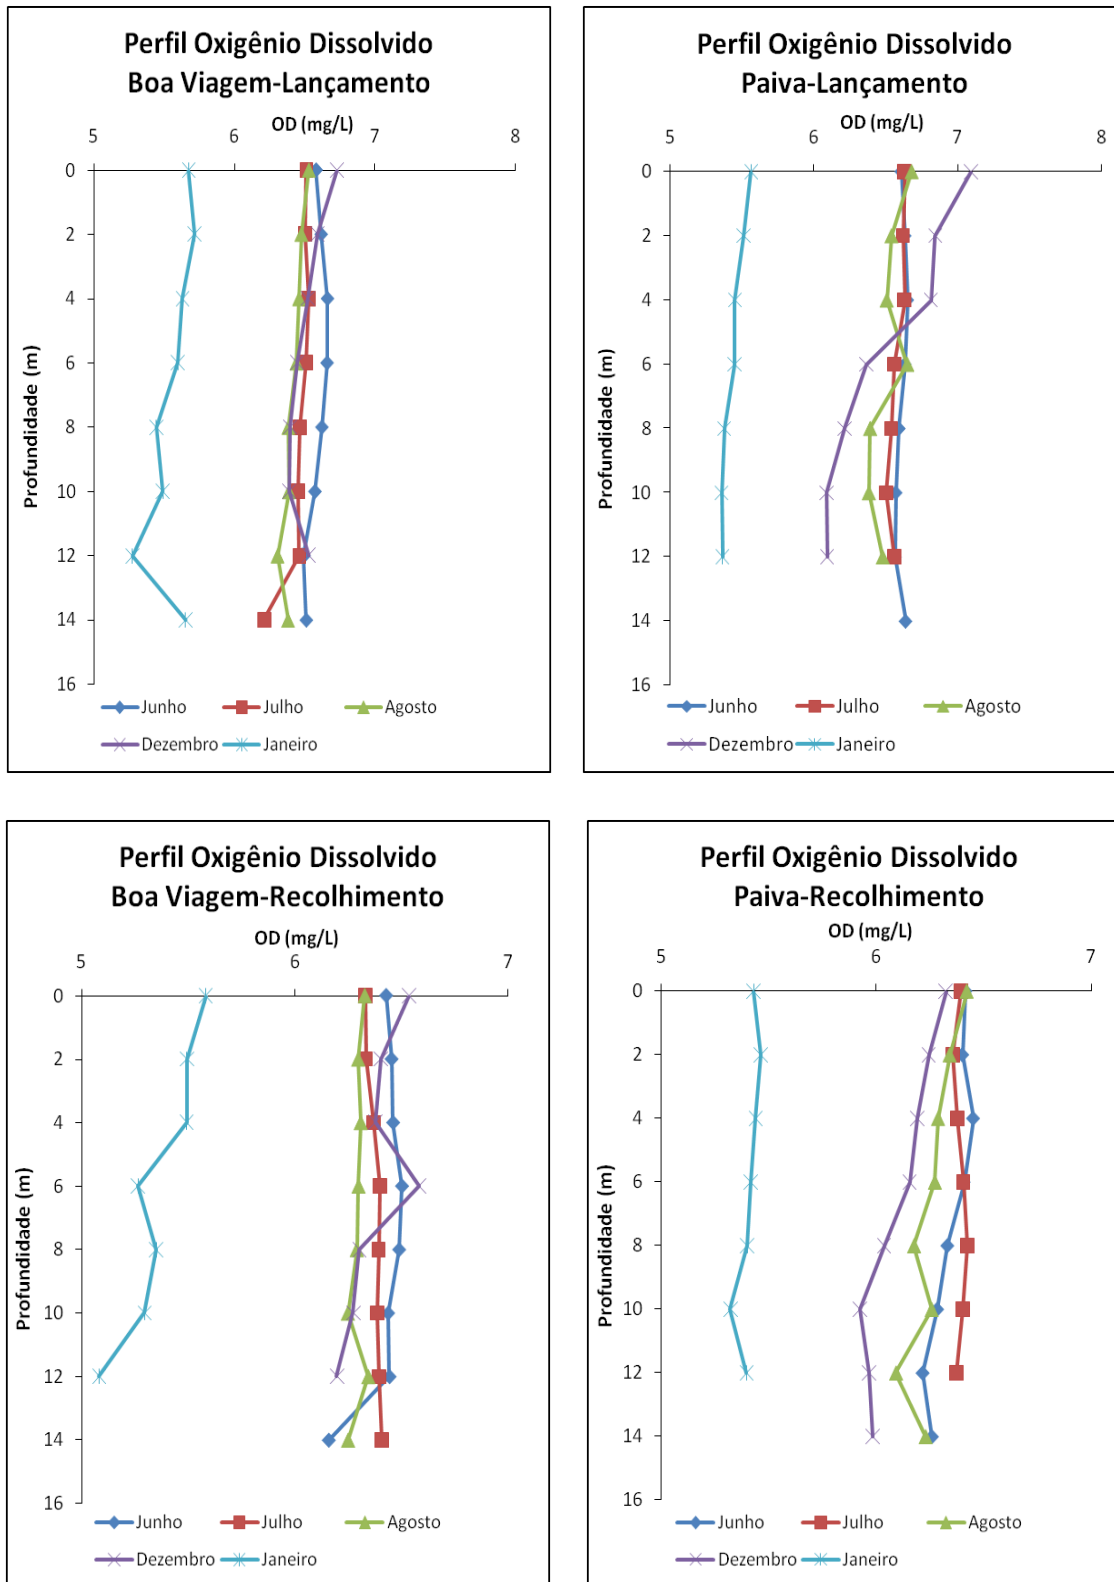 Perfil Oxigênio Dissolvido
Boa Viagem-Lançamento
OD (mg/L)
5 6 7 8
0
2
4
6
8
10
12
14
16
Profundidade (m)
Junho Julho Agosto
Dezembro Janeiro
Perfil Oxigênio Dissolvido
Paiva-Lançamento
OD (mg/L)
5 6 7 8
0
2
4
6
8
10
12
14
16
Profundidade (m)
Junho Julho Agosto
Dezembro Janeiro
Perfil Oxigênio Dissolvido
Boa Viagem-Recolhimento
OD (mg/L)
5 6 7
0
2
4
6
8
10
12
14
16
Profundidade (m)
Junho Julho Agosto
Dezembro Janeiro
Perfil Oxigênio Dissolvido
Paiva-Recolhimento
OD (mg/L)
5 6 7
0
2
4
6
8
10
12
14
16
Profundidade (m)
Junho Julho Agosto
Dezembro Janeiro